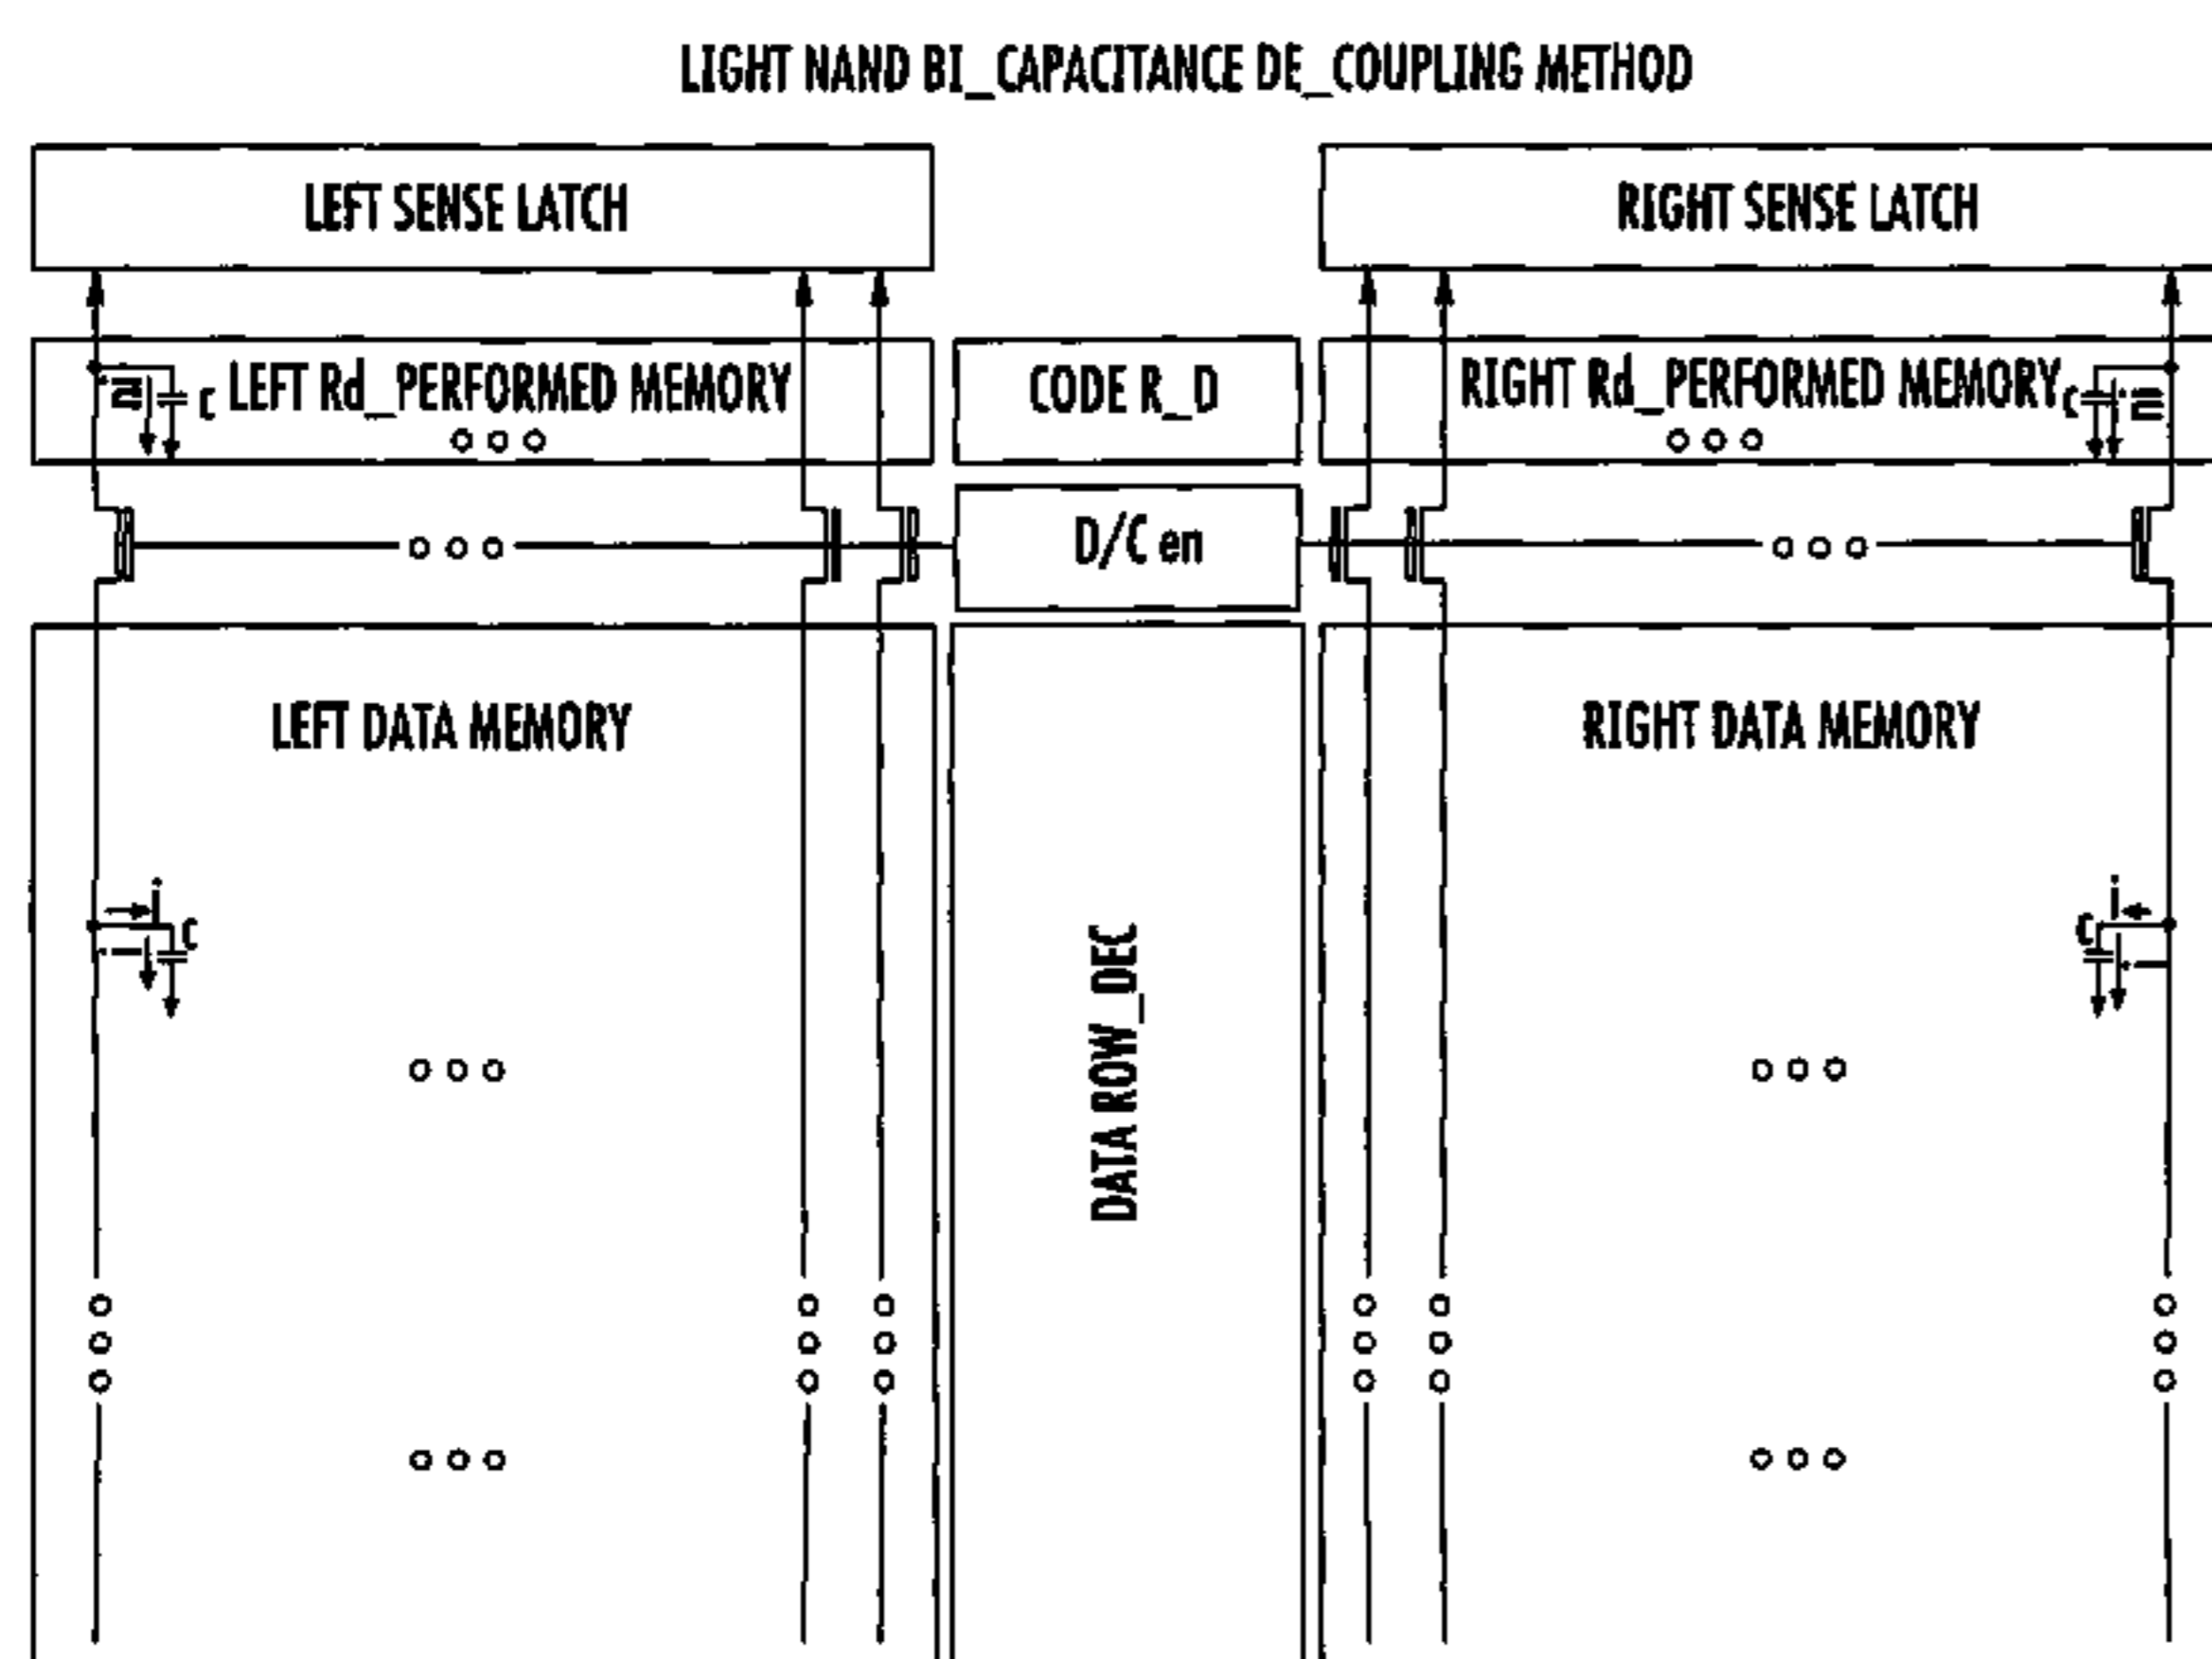 LIGHT NAND BI_CAPACITANCE DE_COUPLING METHOD
LEFT SENSE LATCH
RIGHT SENSE LATCH
C LEFT Rd_PERFORMED MEMORY
CODE R_D
RIGHT Rd_PERFORMED MEMORY C
D/C en
LEFT DATA MEMORY
RIGHT DATA MEMORY
i
i
C
C
i
i
DATA ROW_DEC